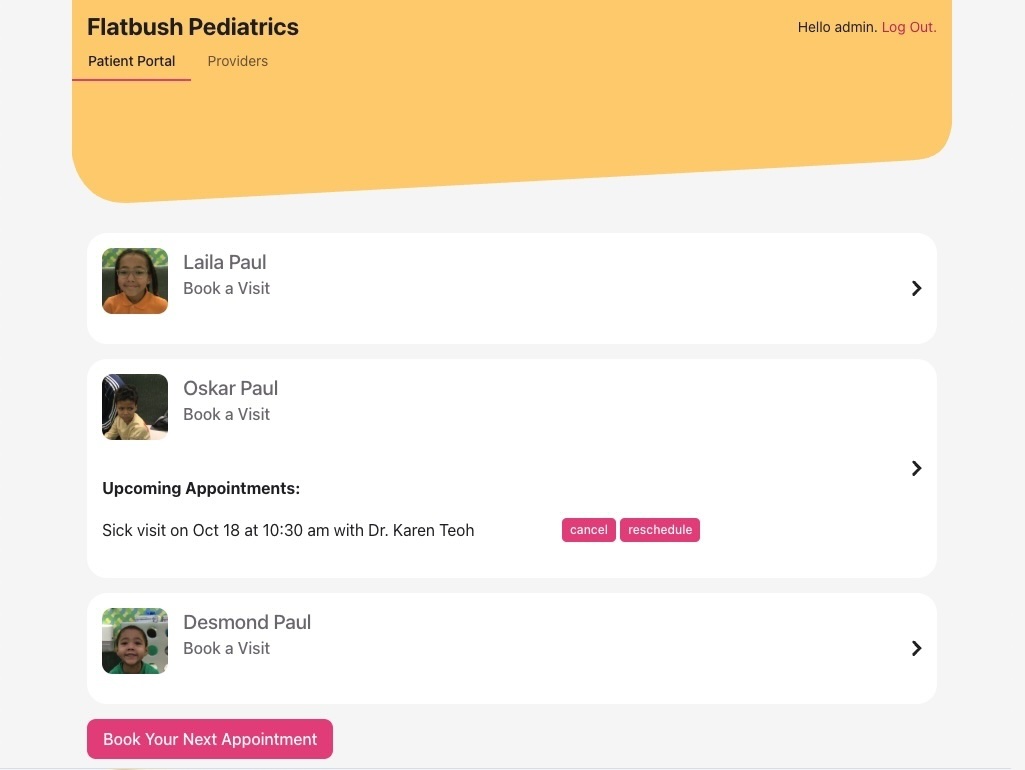 Flatbush Pediatrics
Hello admin. Log Out.
Patient Portal Providers
Laila Paul
Book a Visit
Oskar Paul
Book a Visit
Upcoming Appointments:
Sick visit on Oct 18 at 10:30 am with Dr. Karen Teoh cancel reschedule
Desmond Paul
Book a Visit
Book Your Next Appointment